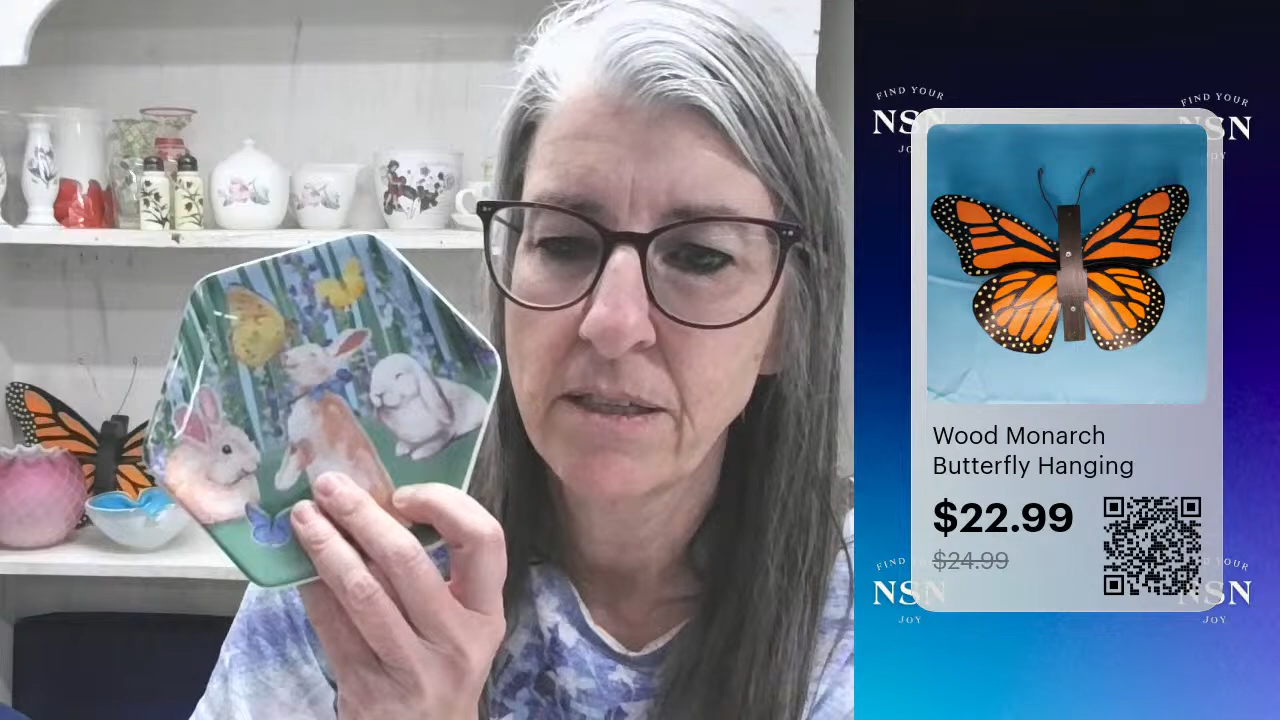 FIND YOUR
NSN
JOY
FIND YOUR
NSN
JOY
Wood Monarch
Butterfly Hanging
$22.99
$24.99
FIND YOUR
NSN
JOY
FIND YOUR
NSN
JOY